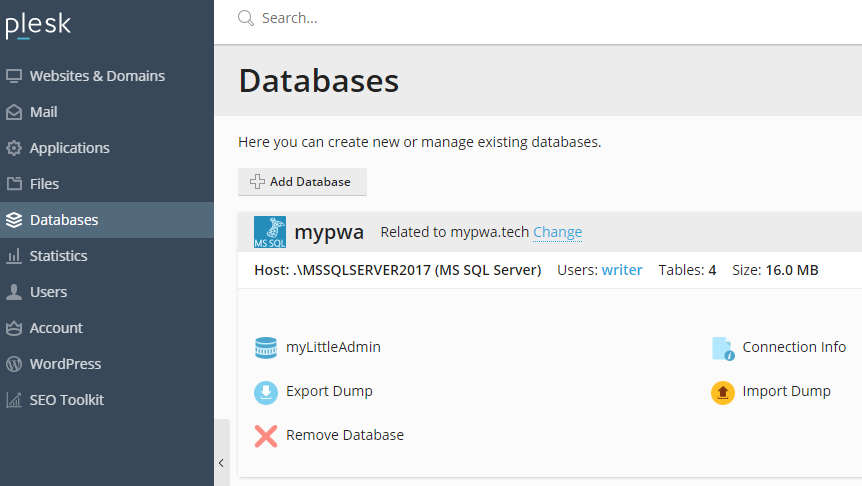 plesk
Search...
Websites & Domains
Mail
Applications
Files
Databases
Statistics
Users
Account
WordPress
SEO Toolkit
Databases
Here you can create new or manage existing databases.
Add Database
MS SQL
mypwa Related to mypwa.tech Change
Host: .\MSSQLSERVER2017 (MS SQL Server) Users: writer Tables: 4 Size: 16.0 MB
myLittleAdmin
Connection Info
Export Dump
Import Dump
Remove Database